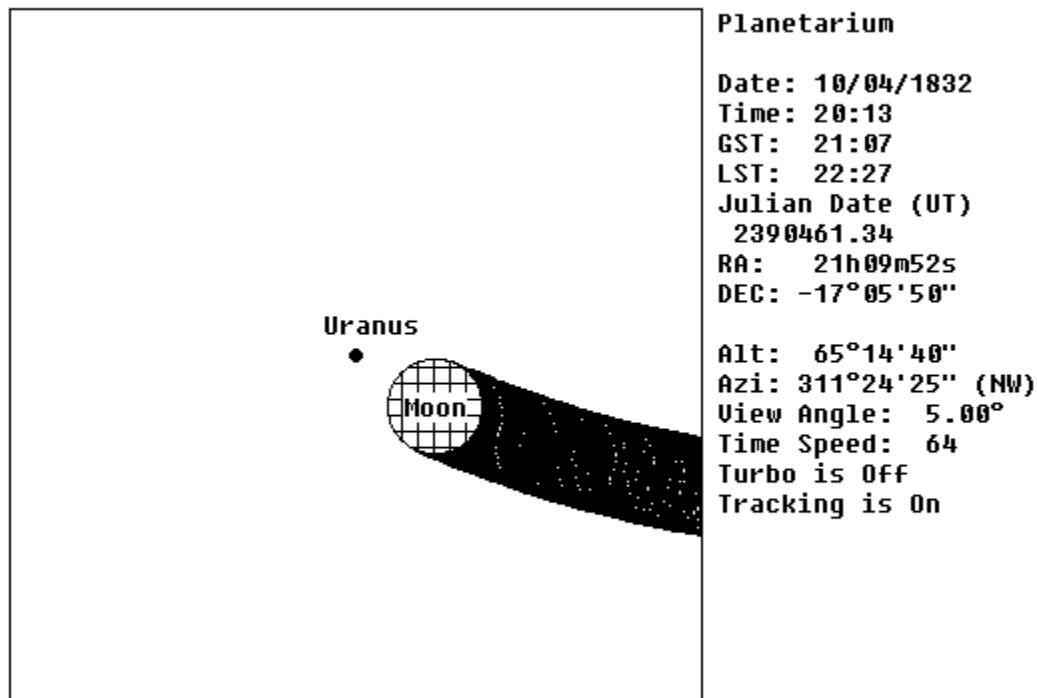 Planetarium
Date: 10/04/1832
Time: 20:13
GST: 21:07
LST: 22:27
Julian Date (UT)
2390461.34
RA: 21h09m52s
DEC: -17°05'50"
Alt: 65°14'40"
Azi: 311°24'25" (NW)
View Angle: 5.00°
Time Speed: 64
Turbo is Off
Tracking is On
Uranus
Moon